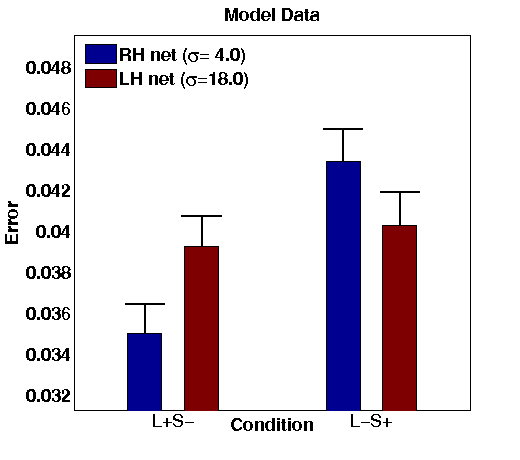 Model Data
RH net (σ= 4.0)
LH net (σ=18.0)
0.048
0.046
0.044
0.042
0.04
0.038
0.036
0.034
0.032
Error
L+S−
L−S+
Condition